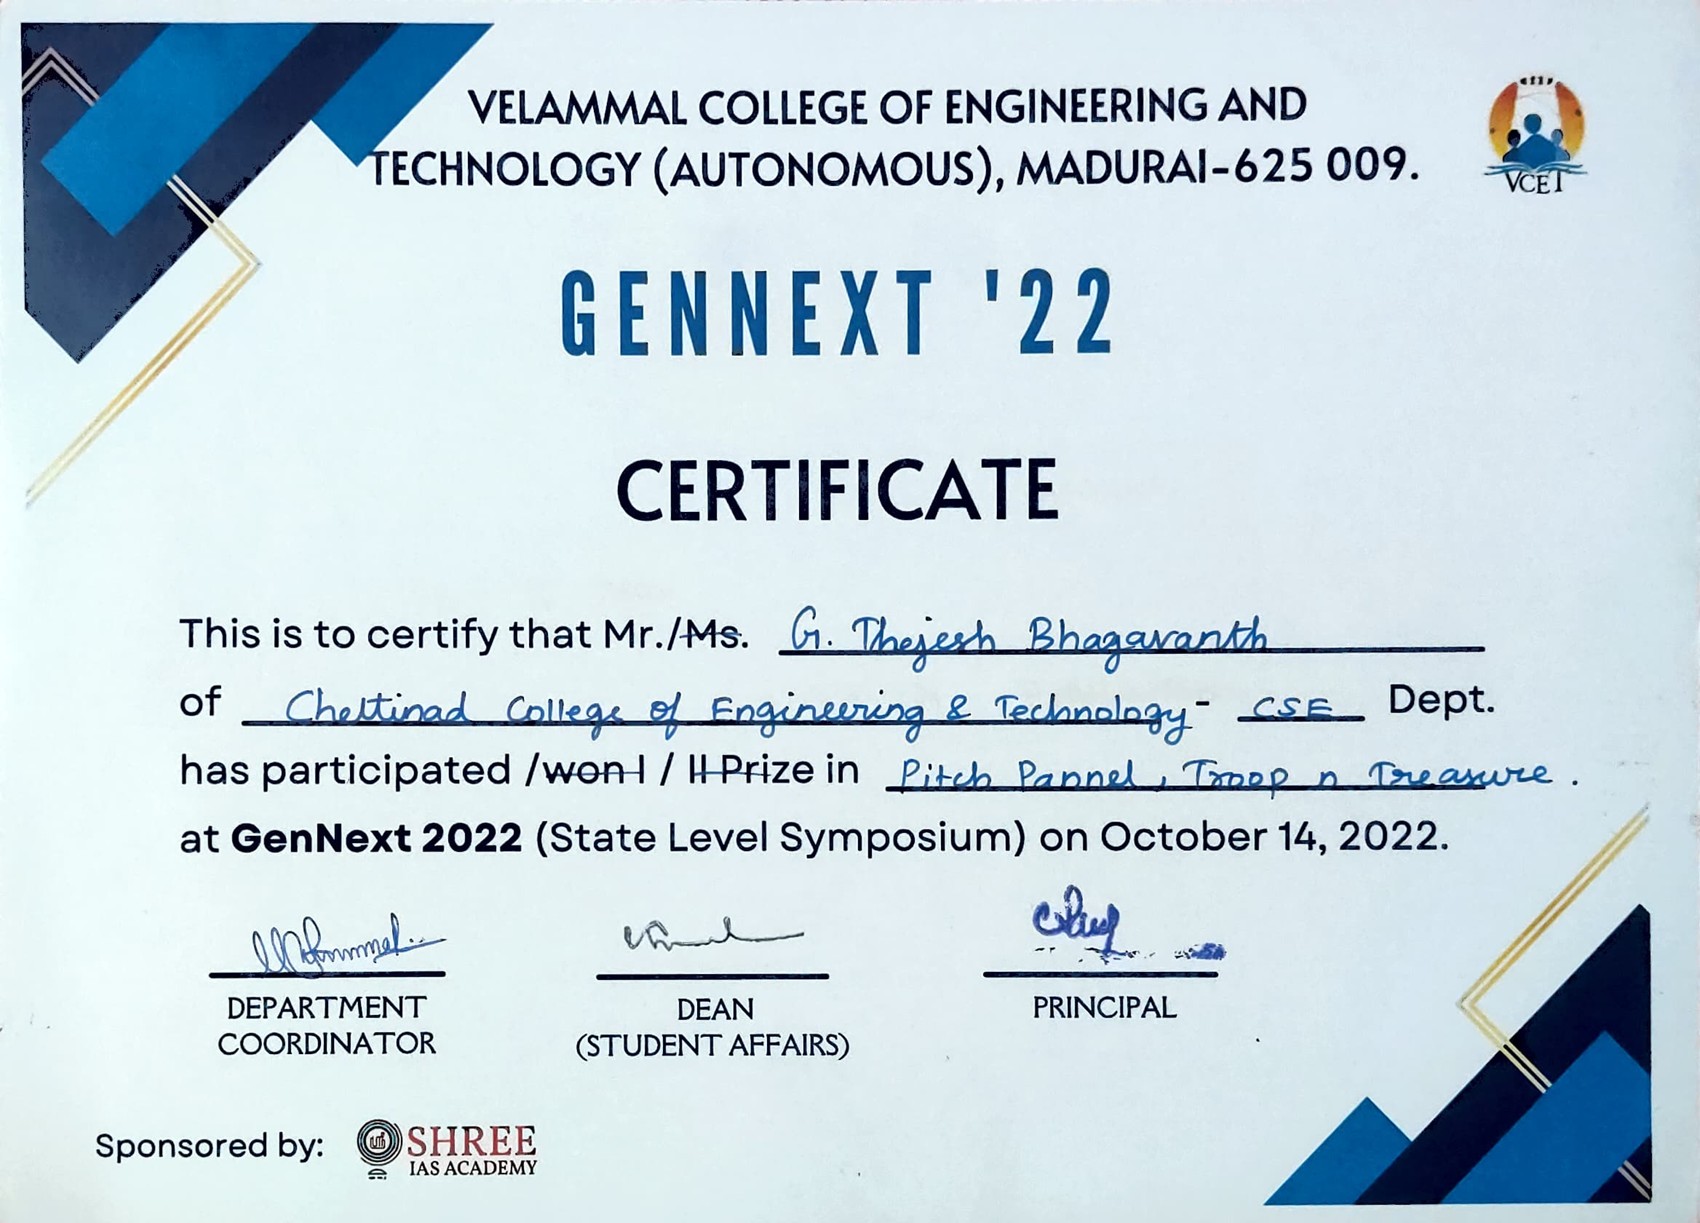 VELAMMAL COLLEGE OF ENGINEERING AND
TECHNOLOGY (AUTONOMOUS), MADURAI-625 009.
VCET
GENNEXT '22
CERTIFICATE
This is to certify that Mr./Ms. G. Thejesh Bhagavanth
of Chettinad College of Engineering & Technology - CSE Dept.
has participated /won I / II Prize in Pitch Pannel, Troop n Treasure.
at GenNext 2022 (State Level Symposium) on October 14, 2022.
DEPARTMENT
COORDINATOR
DEAN
(STUDENT AFFAIRS)
PRINCIPAL
Sponsored by: SHREE
IAS ACADEMY